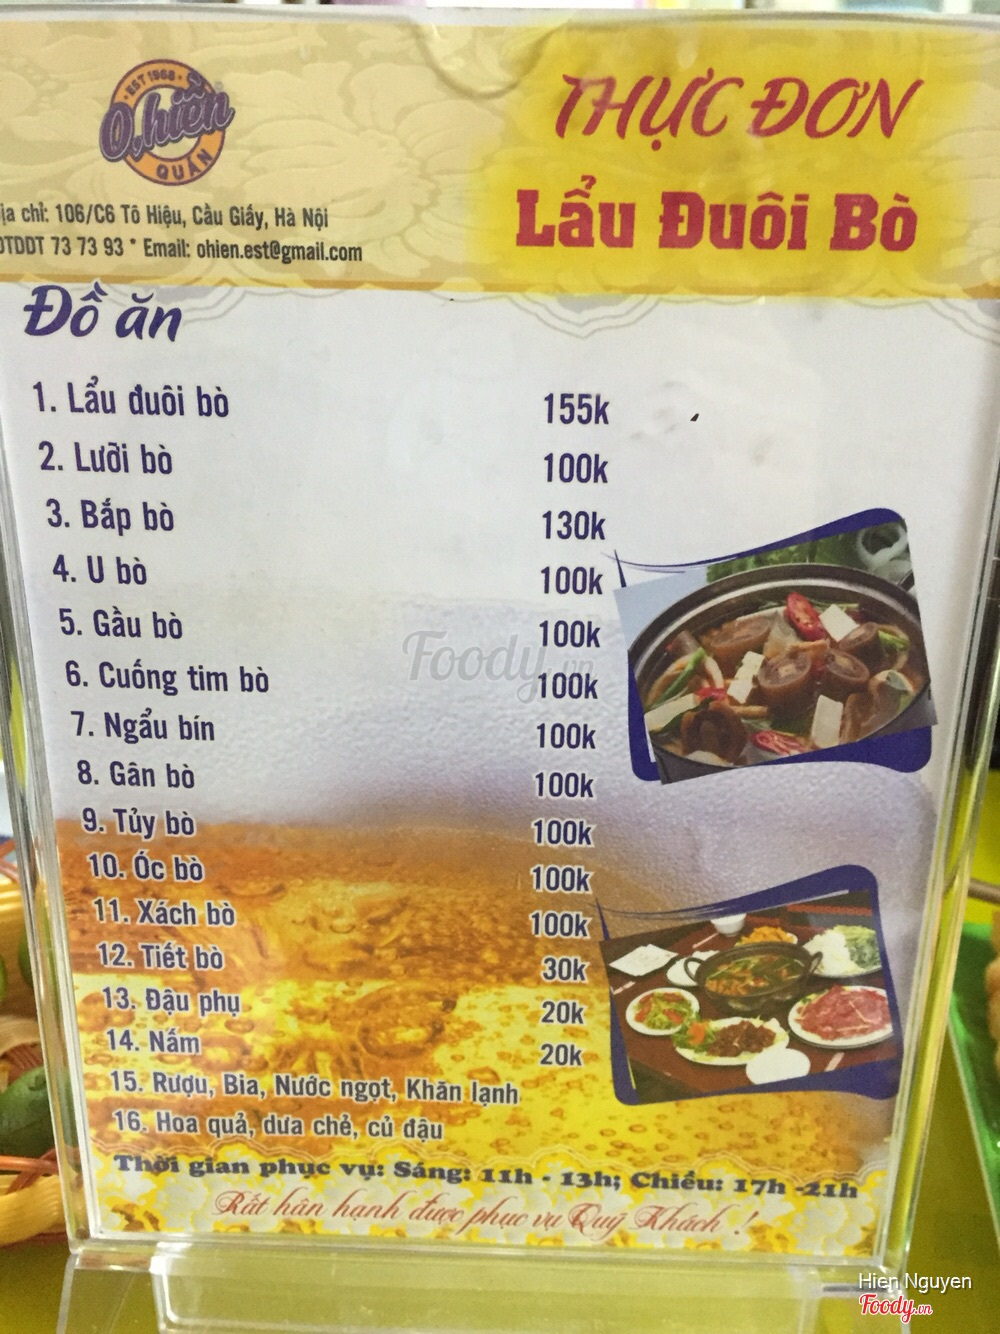 EST 1968
O,hiền
QUÁN
ịa chỉ: 106/C6 Tô Hiệu, Cầu Giấy, Hà Nội
ĐTDDT 73 73 93 * Email: ohien.est@gmail.com
THỰC ĐƠN
Lẩu Đuôi Bò
Đồ ăn
1. Lẩu đuôi bò 155k
2. Lưỡi bò 100k
3. Bắp bò 130k
4. U bò 100k
5. Gầu bò 100k
6. Cuống tim bò 100k
7. Ngẩu bín 100k
8. Gân bò 100k
9. Tủy bò 100k
10. Óc bò 100k
11. Xách bò 100k
12. Tiết bò 30k
13. Đậu phụ 20k
14. Nấm 20k
15. Rượu, Bia, Nước ngọt, Khăn lạnh
16. Hoa quả, dưa chẻ, củ đậu
Thời gian phục vụ: Sáng: 11h - 13h; Chiều: 17h -21h
Rất hân hạnh được phục vụ Quý Khách !
Foody.vn
Hien Nguyen
Foody.vn